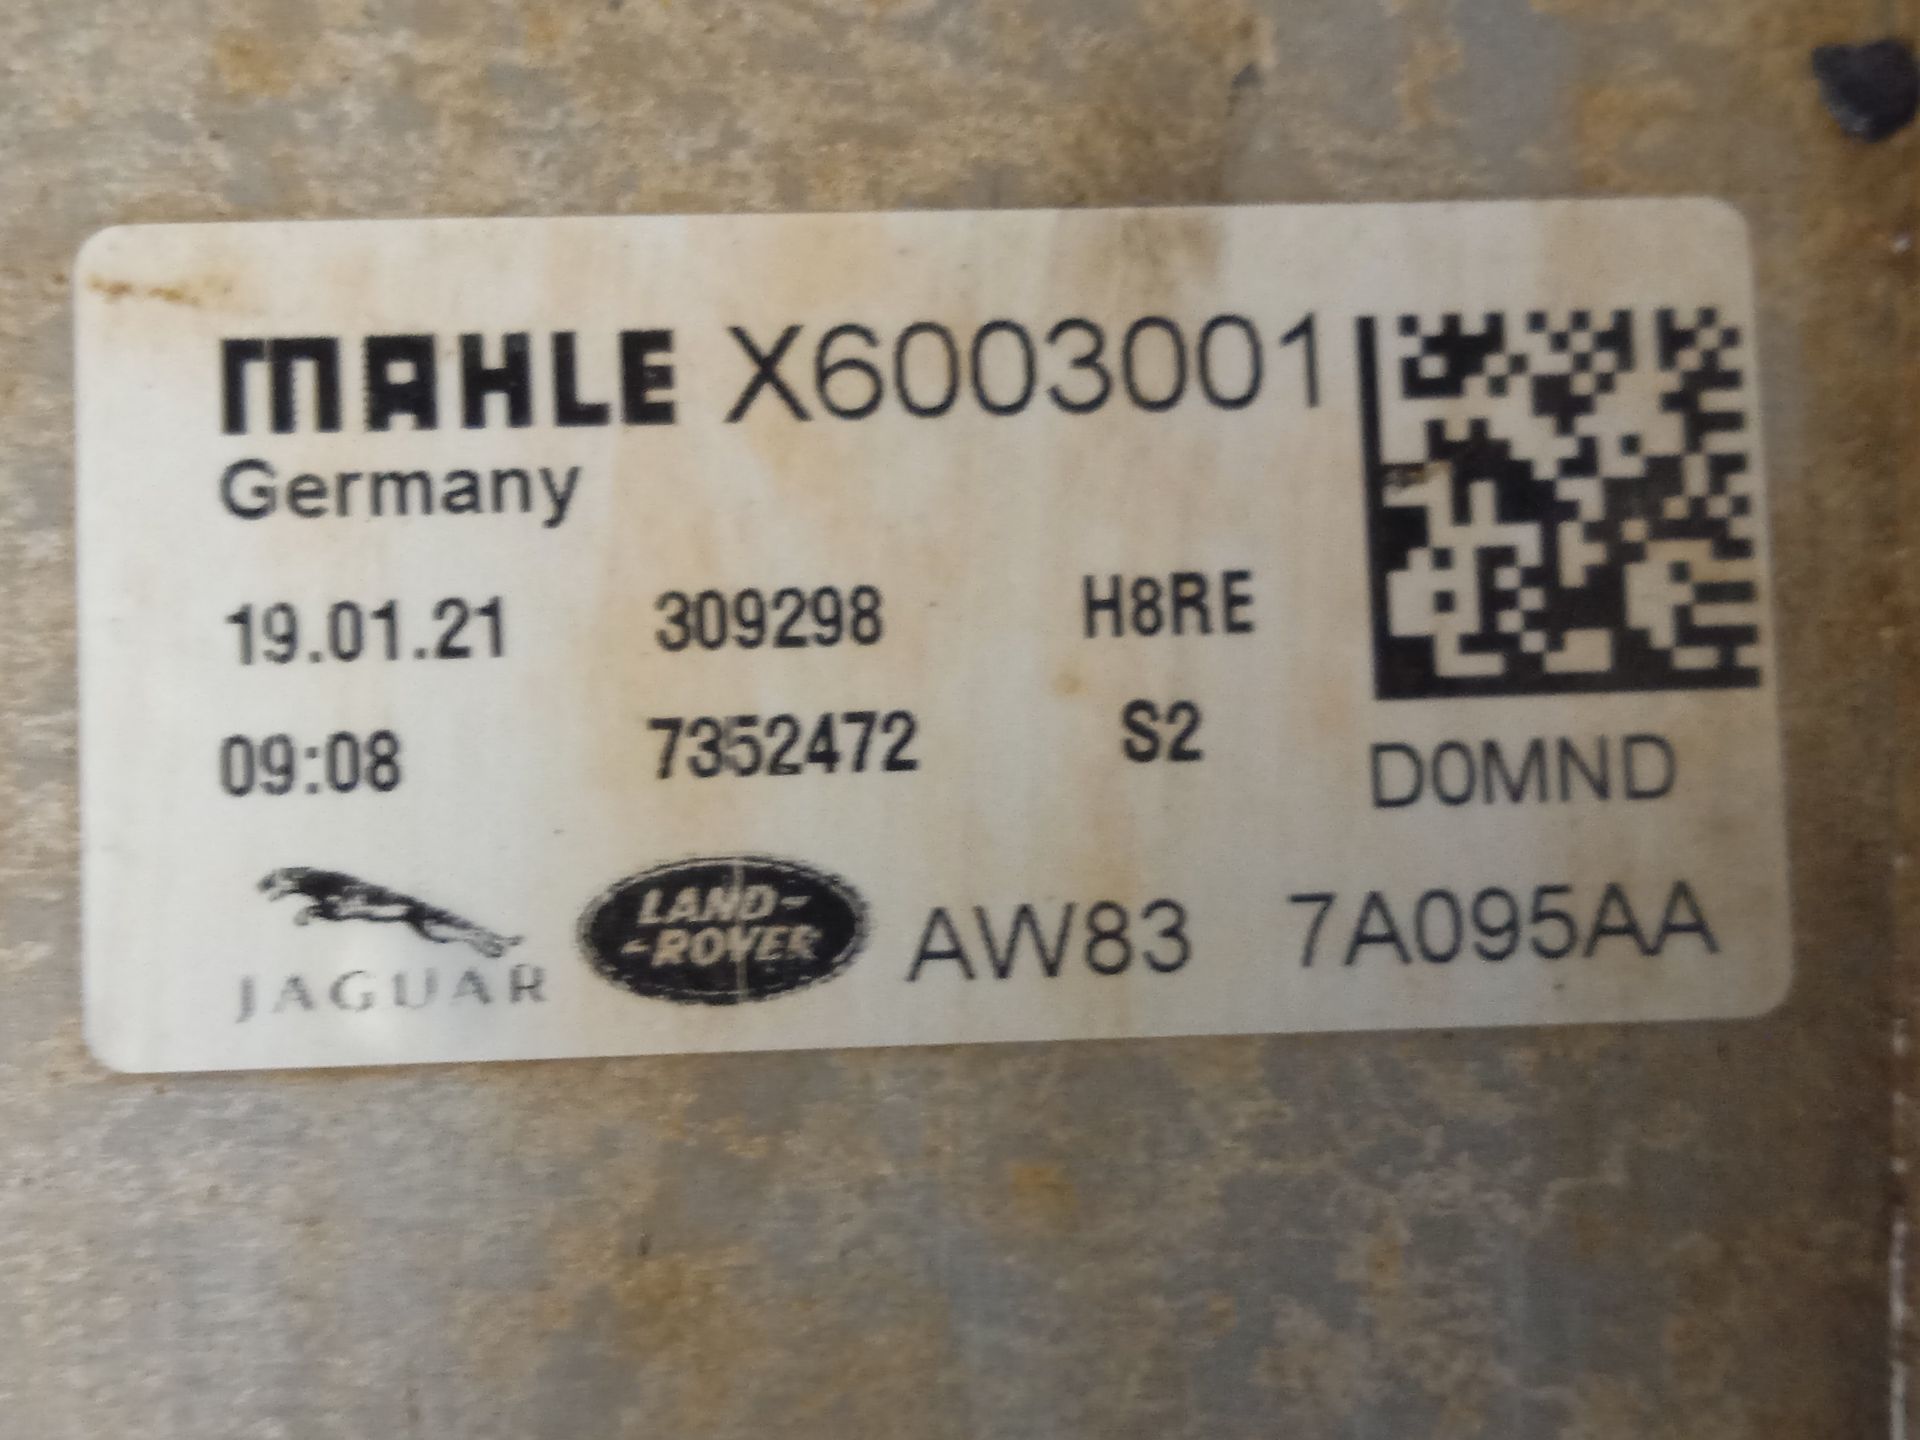 MAHLE X6003001
Germany
19.01.21 309298 H8RE
09:08 7352472 S2 D0MND
JAGUAR LAND-ROVER AW83 7A095AA